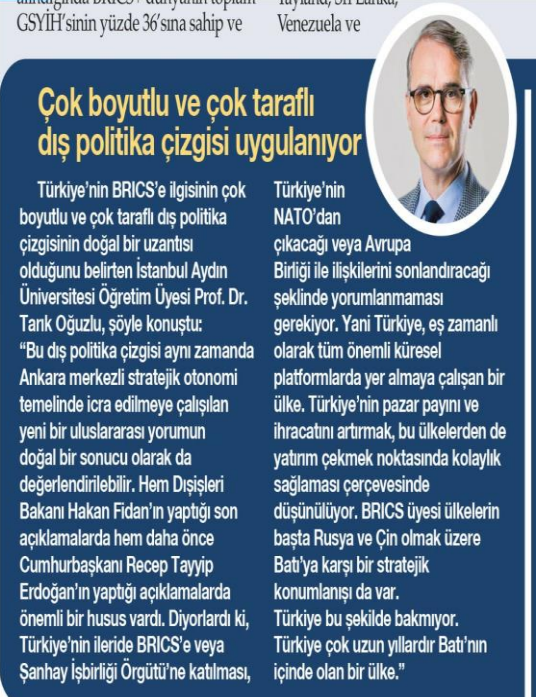 GSYIH'sinin yüzde 36'sına sahip ve
Venezuela ve
Çok boyutlu ve çok taraflı
dış politika çizgisi uygulanıyor
Türkiye'nin BRICS'e ilgisinin çok
boyutlu ve çok taraflı dış politika
çizgisinin doğal bir uzantısı
olduğunu belirten İstanbul Aydın
Üniversitesi Öğretim Üyesi Prof. Dr.
Tarık Oğuzlu, şöyle konuştu:
“Bu dış politika çizgisi aynı zamanda
Ankara merkezli stratejik otonomi
temelinde icra edilmeye çalışılan
yeni bir uluslararası yorumun
doğal bir sonucu olarak da
değerlendirilebilir. Hem Dışişleri
Bakanı Hakan Fidan'ın yaptığı son
açıklamalarda hem daha önce
Cumhurbaşkanı Recep Tayyip
Erdoğan'ın yaptığı açıklamalarda
önemli bir husus vardı. Diyorlardı ki,
Türkiye'nin ileride BRICS'e veya
Şanhay İşbirliği Örgütü'ne katılması,
Türkiye'nin
NATO'dan
çıkacağı veya Avrupa
Birliği ile ilişkilerini sonlandıracağı
şeklinde yorumlanmaması
gerekiyor. Yani Türkiye, eş zamanlı
olarak tüm önemli küresel
platformlarda yer almaya çalışan bir
ülke. Türkiye'nin pazar payını ve
ihracatını artırmak, bu ülkelerden de
yatırım çekmek noktasında kolaylık
sağlaması çerçevesinde
düşünülüyor. BRICS üyesi ülkelerin
başta Rusya ve Çin olmak üzere
Batı'ya karşı bir stratejik
konumlanışı da var.
Türkiye bu şekilde bakmıyor.
Türkiye çok uzun yıllardır Batı'nın
içinde olan bir ülke.”